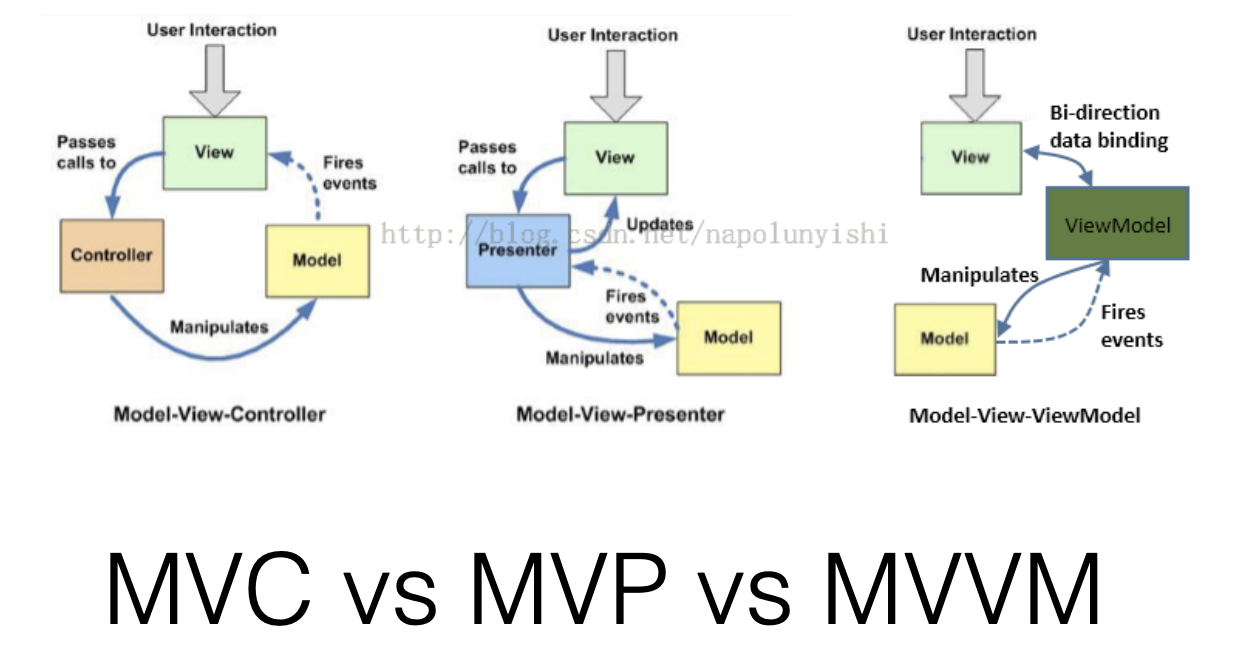 User Interaction
Passes
calls to
View
Fires
events
Controller
Model
Manipulates
Model-View-Controller
User Interaction
Passes
calls to
View
Updates
Presenter
Fires
events
Model
Manipulates
Model-View-Presenter
User Interaction
Bi-direction
data binding
View
ViewModel
Manipulates
Fires
events
Model
Model-View-ViewModel
http://blog.csdn.net/napolunyishi
MVC vs MVP vs MVVM